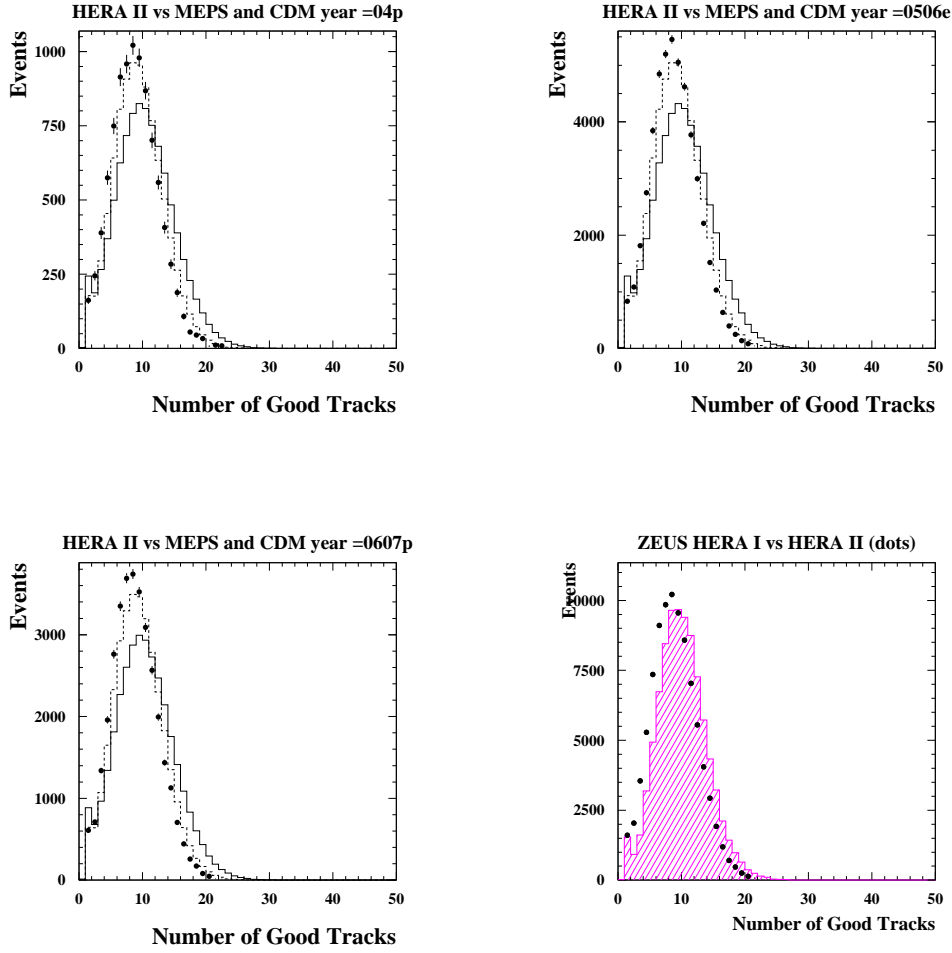 HERA II vs MEPS and CDM year =04p
Events
1000
750
500
250
0
0 10 20 30 40 50
Number of Good Tracks
HERA II vs MEPS and CDM year =0506e
Events
4000
2000
0
0 10 20 30 40 50
Number of Good Tracks
HERA II vs MEPS and CDM year =0607p
Events
3000
2000
1000
0
0 10 20 30 40 50
Number of Good Tracks
ZEUS HERA I vs HERA II (dots)
Events
10000
7500
5000
2500
0
0 10 20 30 40 50
Number of Good Tracks